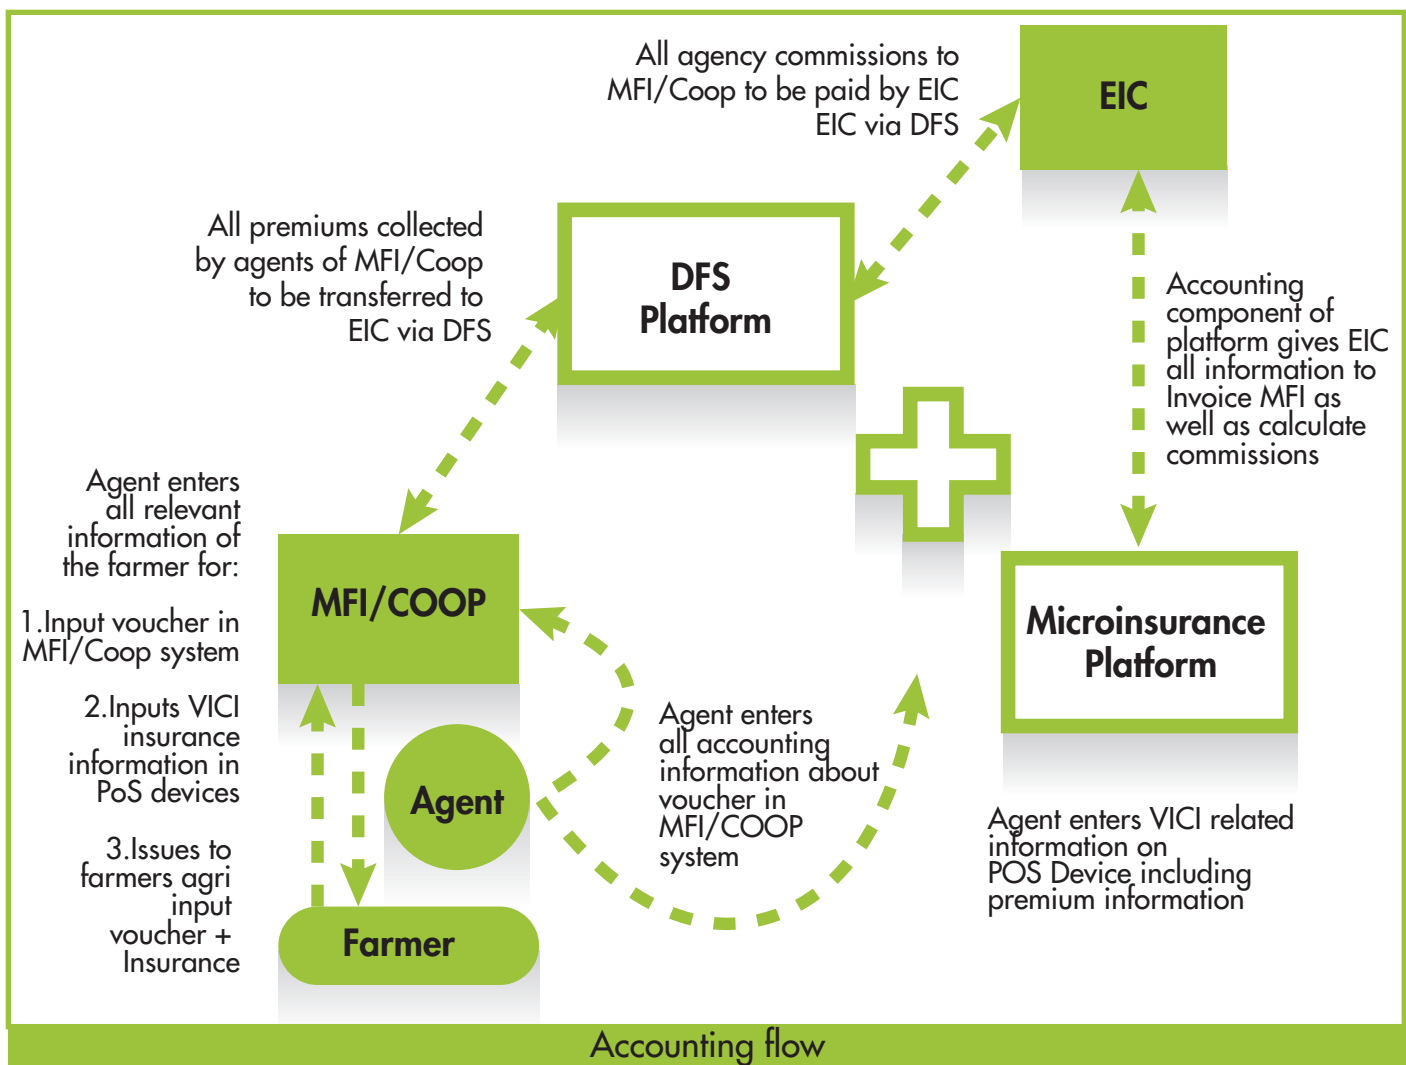 All agency commissions to
MFI/Coop to be paid by EIC
EIC via DFS
EIC
All premiums collected
by agents of MFI/Coop
to be transferred to
EIC via DFS
DFS
Platform
Accounting
component of
platform gives EIC
all information to
Invoice MFI as
well as calculate
commissions
Agent enters
all relevant
information of
the farmer for:
1.Input voucher in
MFI/Coop system
2.Inputs VICI
insurance
information in
PoS devices
3.Issues to
farmers agri
input
voucher +
Insurance
MFI/COOP
Agent
Farmer
Agent enters
all accounting
information about
voucher in
MFI/COOP
system
Microinsurance
Platform
Agent enters VICI related
information on
POS Device including
premium information
Accounting flow